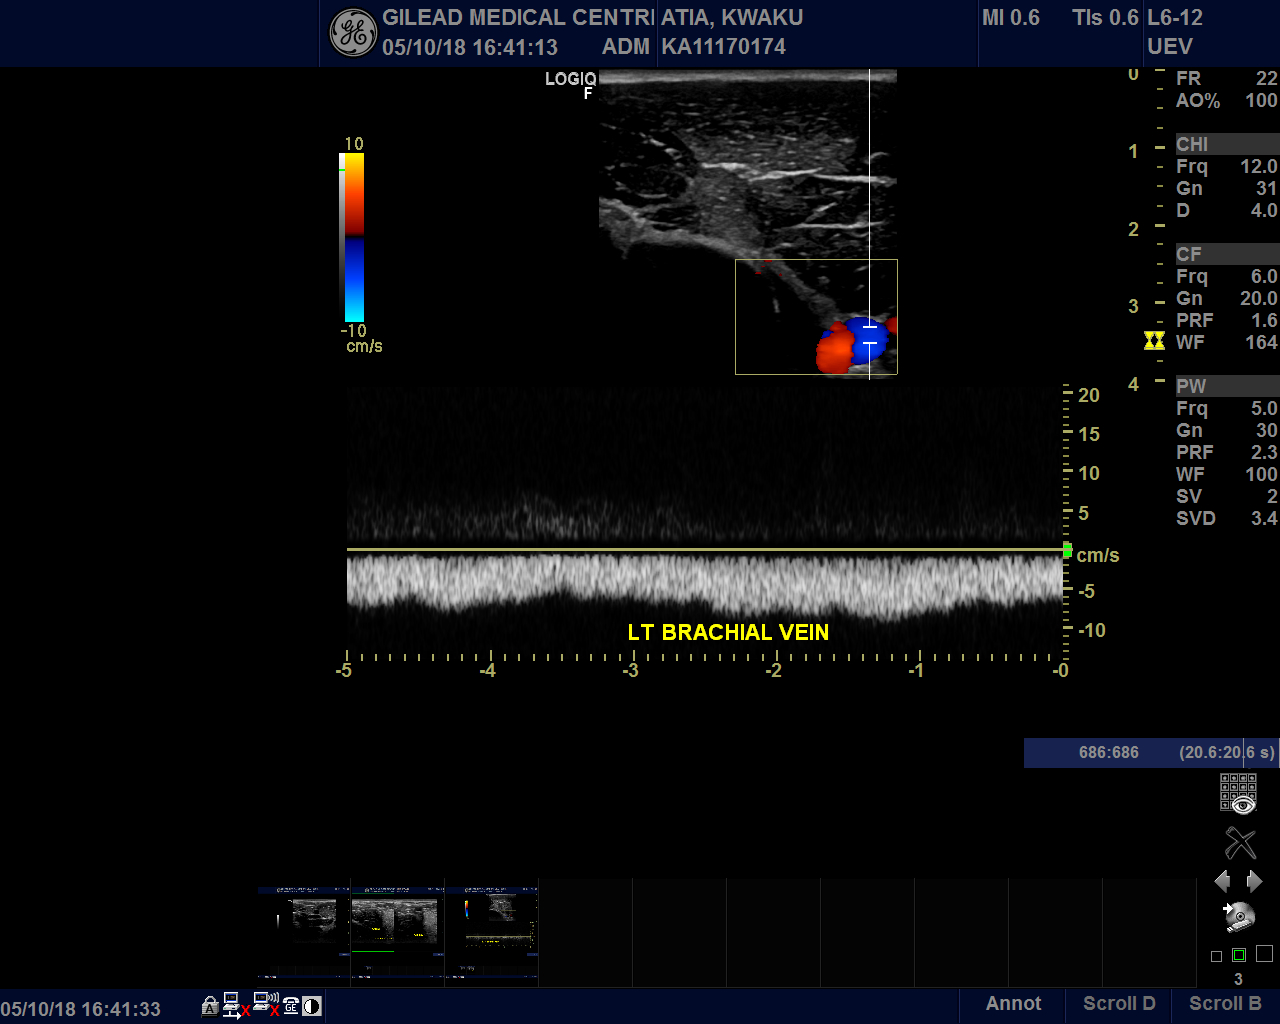 GILEAD MEDICAL CENTRE ATIA, KWAKU MI 0.6 TIs 0.6 L6-12
05/10/18 16:41:13 ADM KA11170174 UEV
LOGIQ
F
10
-10
cm/s
0
1
2
3
4
FR 22
AO% 100
CHI
Frq 12.0
Gn 31
D 4.0
CF
Frq 6.0
Gn 20.0
PRF 1.6
WF 164
PW
Frq 5.0
Gn 30
PRF 2.3
WF 100
SV 2
SVD 3.4
20
15
10
5
cm/s
-5
-10
LT BRACHIAL VEIN
-5 -4 -3 -2 -1 -0
686:686 (20.6:20.6 s)
3
05/10/18 16:41:33 Annot Scroll D Scroll B